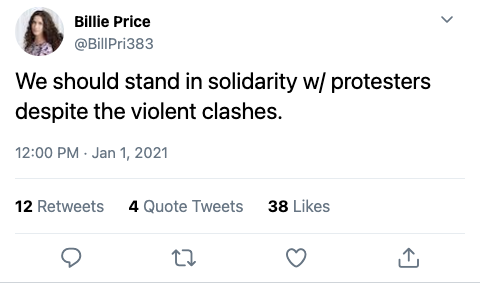 Billie Price
@BillPri383
We should stand in solidarity w/ protesters
despite the violent clashes.
12:00 PM · Jan 1, 2021
12 Retweets 4 Quote Tweets 38 Likes